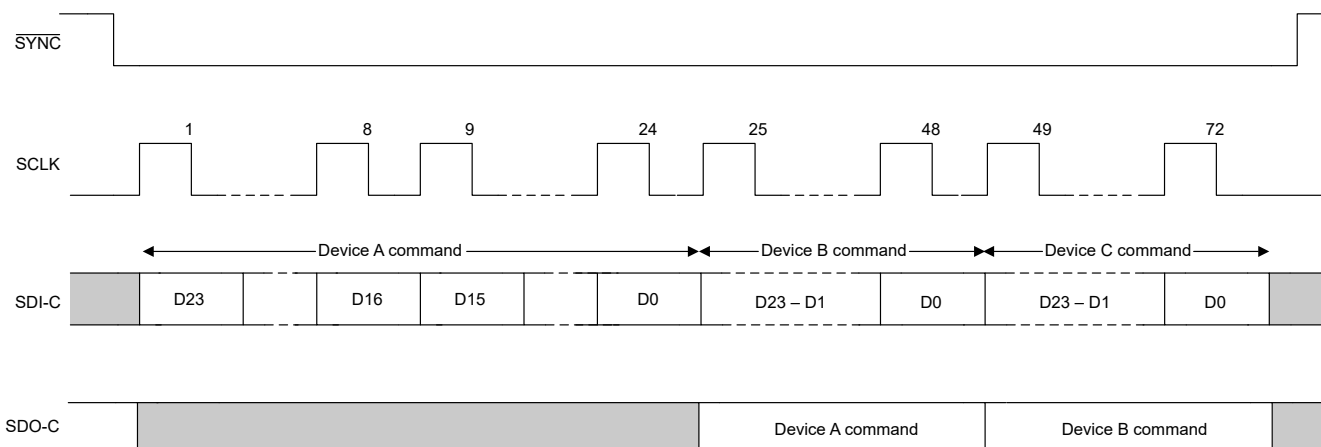 SYNC
1 8 9 24 25 48 49 72
SCLK
Device A command Device B command Device C command
SDI-C D23 D16 D15 D0 D23 – D1 D0 D23 – D1 D0
SDO-C Device A command Device B command